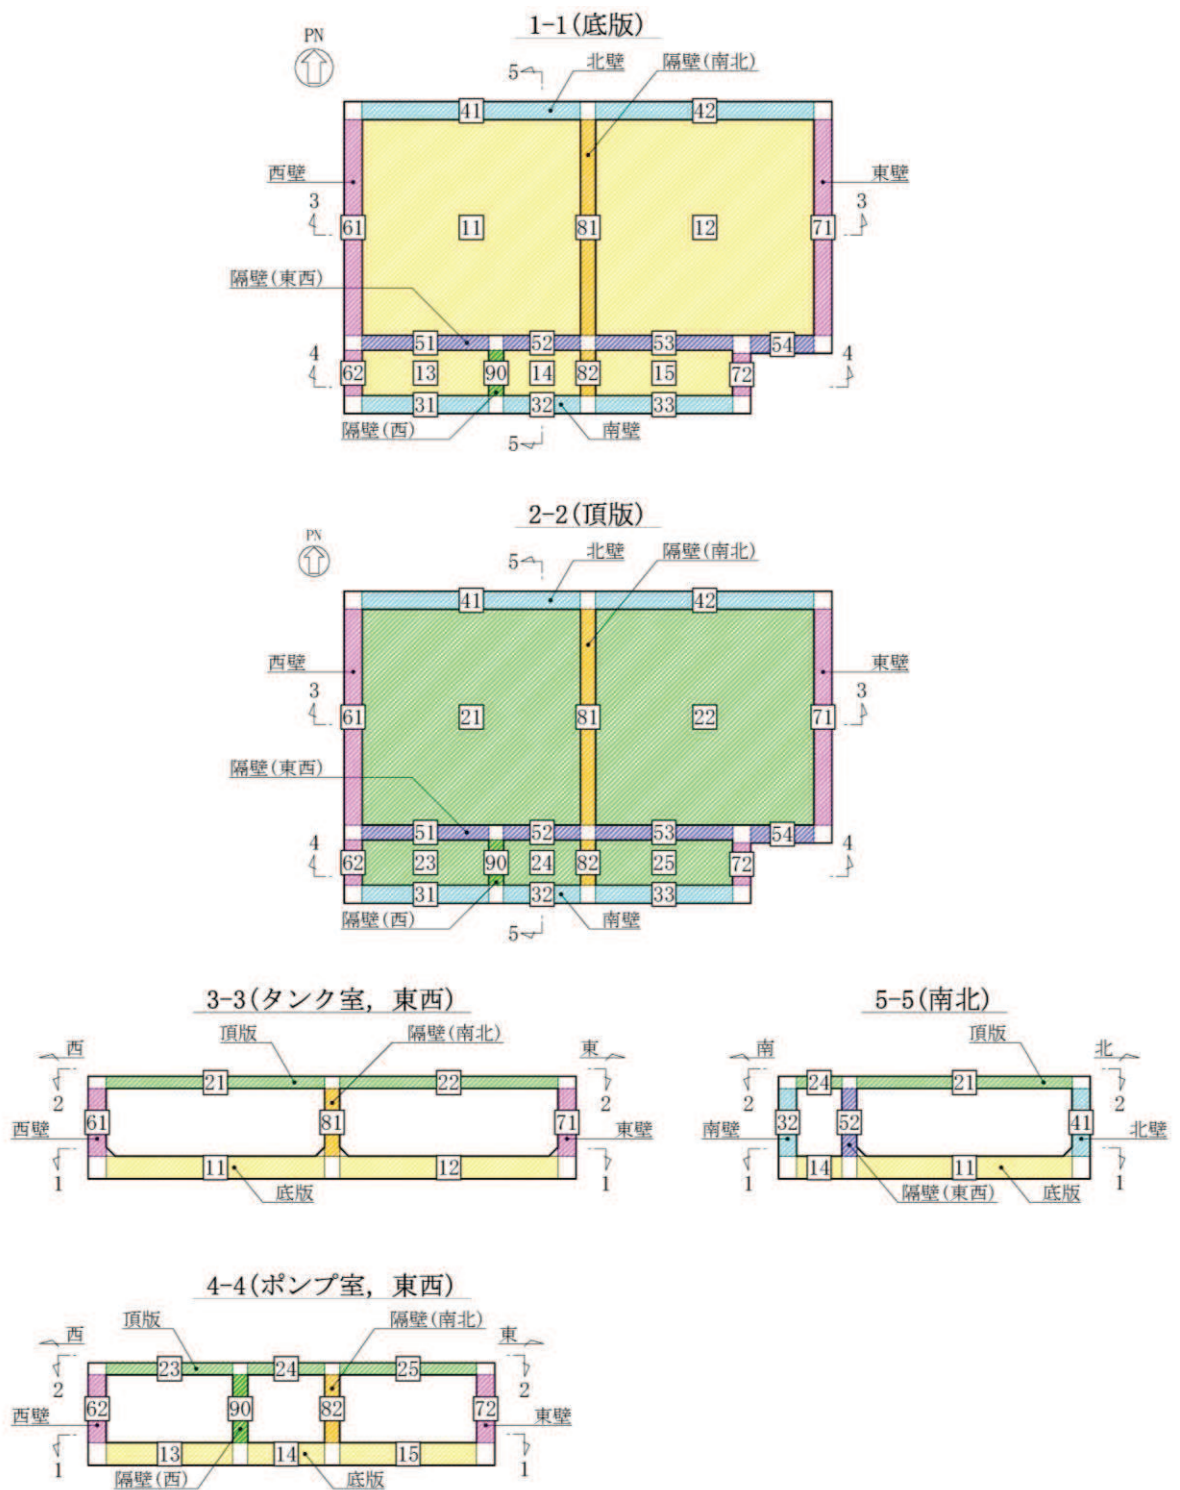 1-1(底版)
PN
5
北壁
隔壁(南北)
41
42
西壁
東壁
3
3
61
11
81
12
71
隔壁(東西)
51
52
53
54
4
4
62
13
90
14
82
15
72
31
32
33
隔壁(西)
南壁
5
2-2(頂版)
PN
5
北壁
隔壁(南北)
41
42
西壁
東壁
3
3
61
21
81
22
71
隔壁(東西)
51
52
53
54
4
4
62
23
90
24
82
25
72
31
32
33
隔壁(西)
南壁
5
3-3(タンク室, 東西)
頂版
隔壁(南北)
西
東
21
22
2
2
61
81
71
西壁
東壁
11
12
1
1
底版
5-5(南北)
頂版
南
北
24
21
2
2
32
52
41
南壁
北壁
14
11
1
1
隔壁(東西)
底版
4-4(ポンプ室, 東西)
頂版
隔壁(南北)
西
東
23
24
25
2
2
62
90
82
72
西壁
東壁
13
14
15
1
1
隔壁(西)
底版